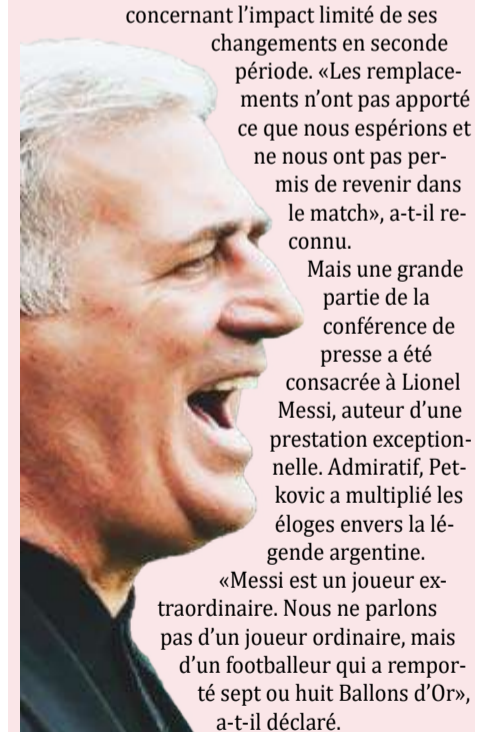 concernant l’impact limité de ses
changements en seconde
période. «Les remplace-
ments n’ont pas apporté
ce que nous espérions et
ne nous ont pas per-
mis de revenir dans
le match», a-t-il re-
connu.
Mais une grande
partie de la
conférence de
presse a été
consacrée à Lionel
Messi, auteur d’une
prestation exception-
nelle. Admiratif, Pet-
kovic a multiplié les
éloges envers la lé-
gende argentine.
«Messi est un joueur ex-
traordinaire. Nous ne parlons
pas d’un joueur ordinaire, mais
d’un footballeur qui a rempor-
té sept ou huit Ballons d’Or»,
a-t-il déclaré.